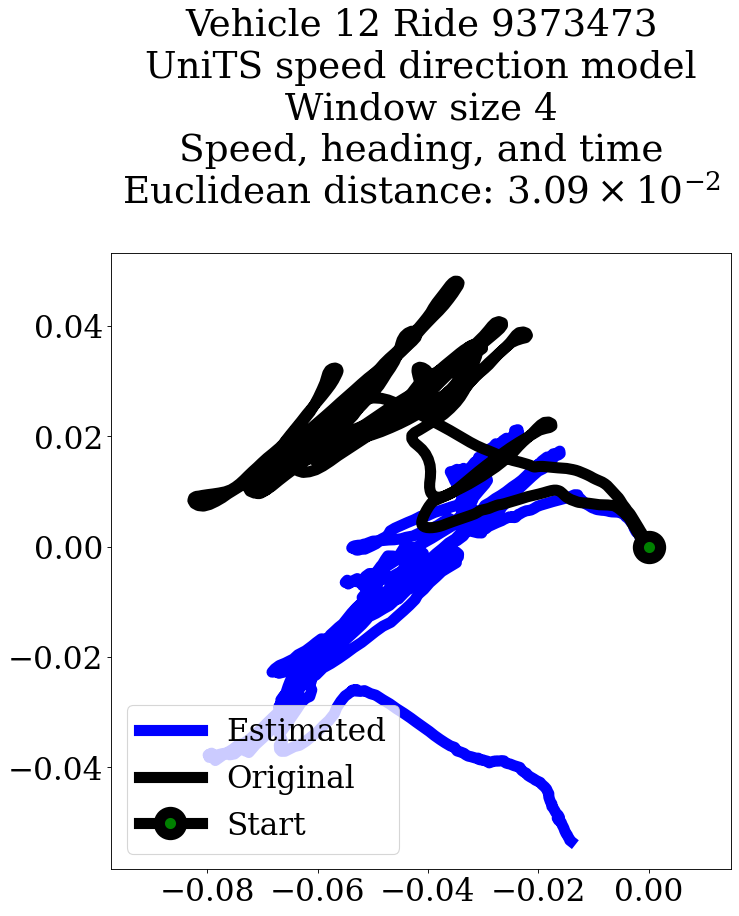 Vehicle 12 Ride 9373473
UniTS speed direction model
Window size 4
Speed, heading, and time
Euclidean distance: 3.09 × 10⁻²
0.04
0.02
0.00
−0.02
−0.04
Estimated
Original
Start
−0.08 −0.06 −0.04 −0.02 0.00